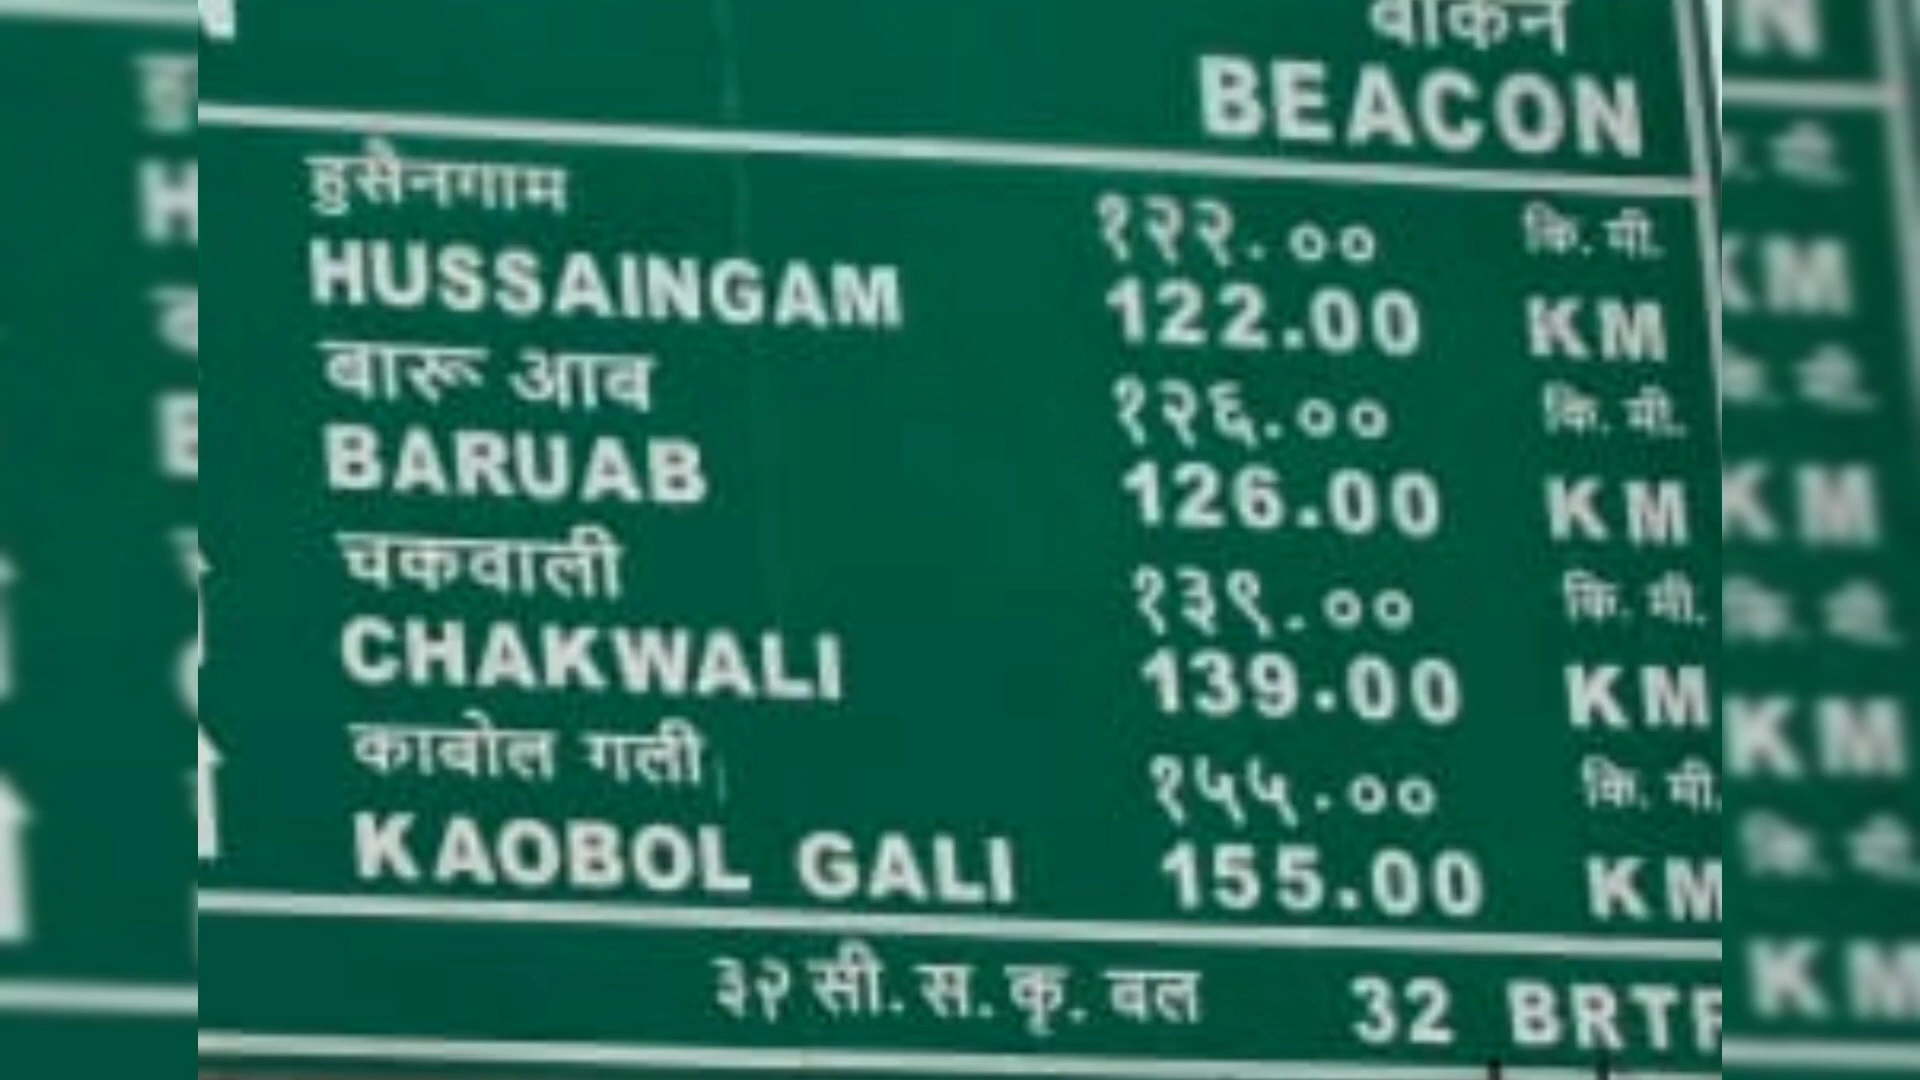 BEACON
हुसैनगाम १२२.०० कि. मी.
HUSSAINGAM 122.00 KM
बारू आब १२६.०० कि. मी.
BARUAB 126.00 KM
चकवाली १३९.०० कि. मी.
CHAKWALI 139.00 KM
काबोल गली १५५.०० कि. मी.
KAOBOL GALI 155.00 KM
३२ सी. स. कृ. बल 32 BRTF